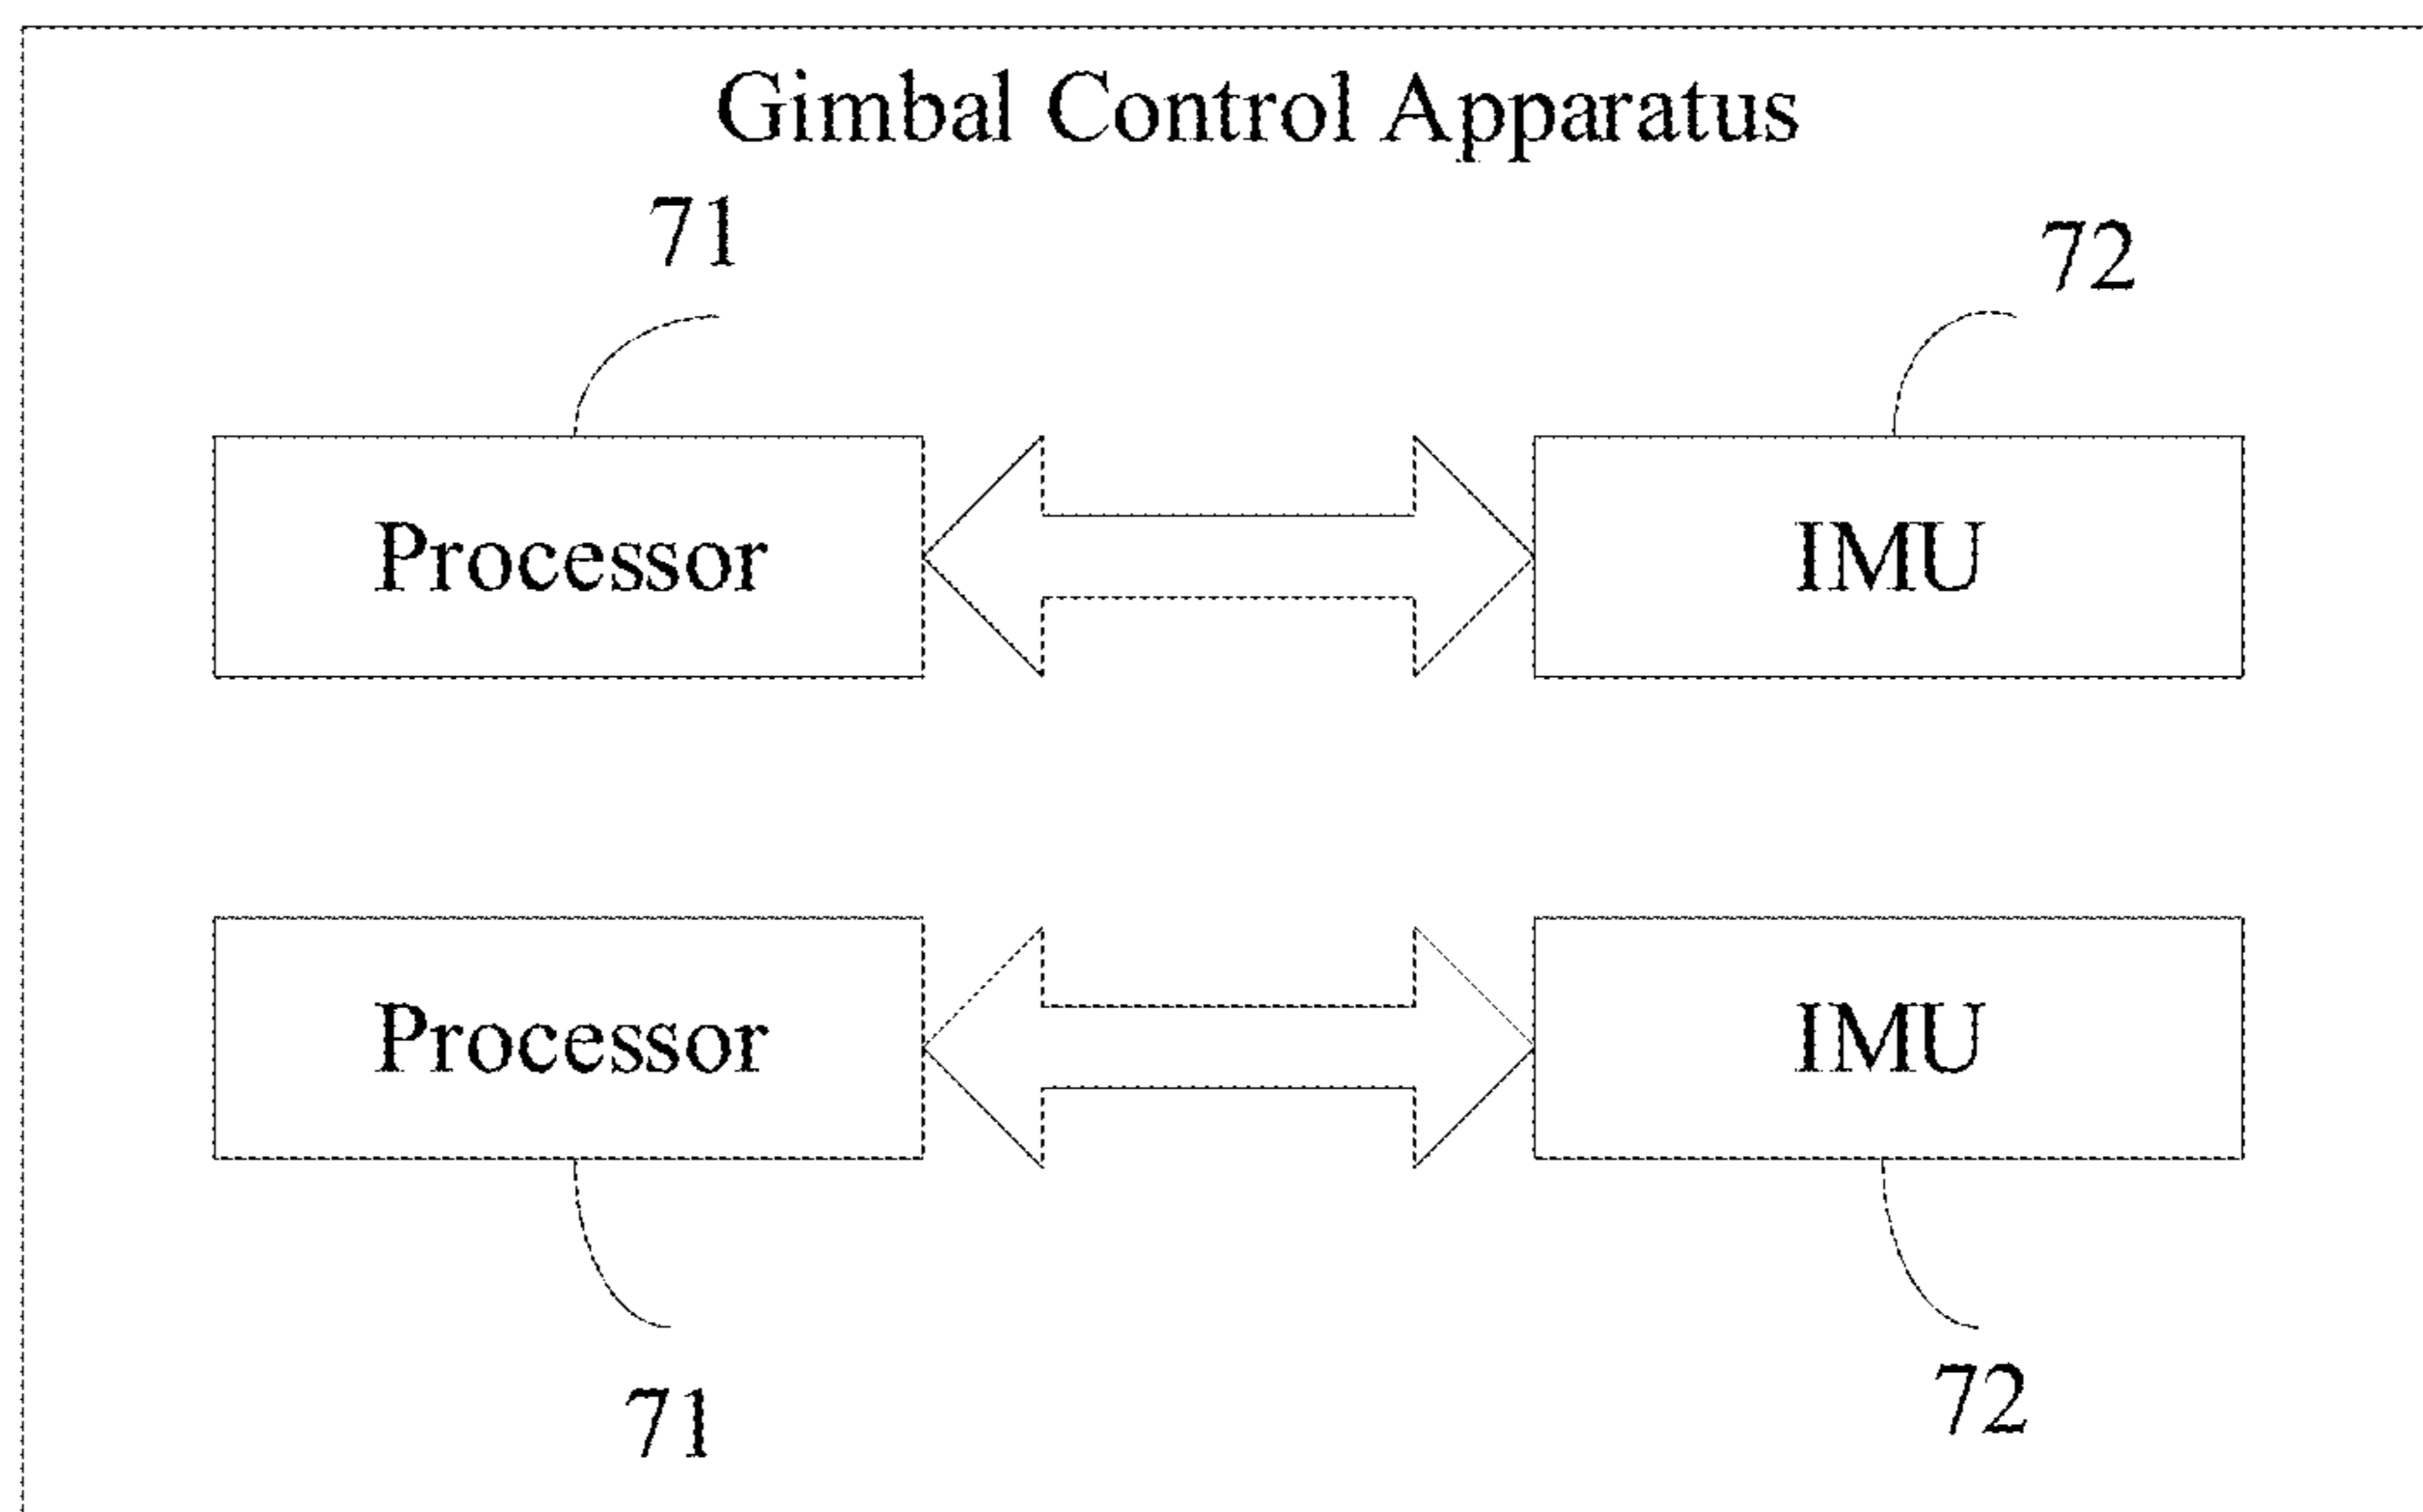 Gimbal Control Apparatus
71
72
Processor
IMU
Processor
IMU
71
72